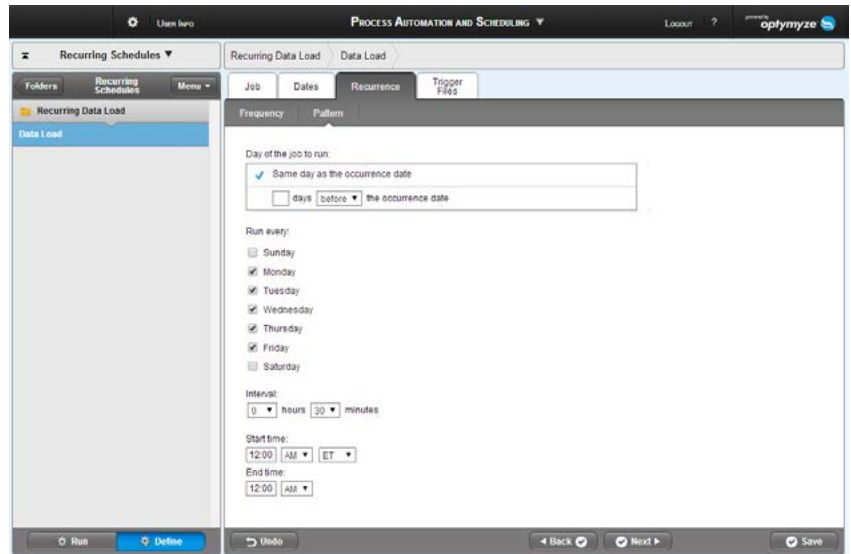 User Info
Process Automation and Scheduling ▼
Logout
?
powered by
optymyze
Recurring Schedules ▼
Recurring Data Load
Data Load
Folders
Recurring Schedules
Menu
Job
Dates
Recurrence
Trigger Files
Recurring Data Load
Frequency
Pattern
Data Load
Day of the job to run:
Same day as the occurrence date
days before ▼ the occurrence date
Run every:
Sunday
Monday
Tuesday
Wednesday
Thursday
Friday
Saturday
Interval:
0 ▼ hours 30 ▼ minutes
Start time:
12:00 AM ▼ ET ▼
End time:
12:00 AM ▼
Run
Define
Undo
Back
Next
Save